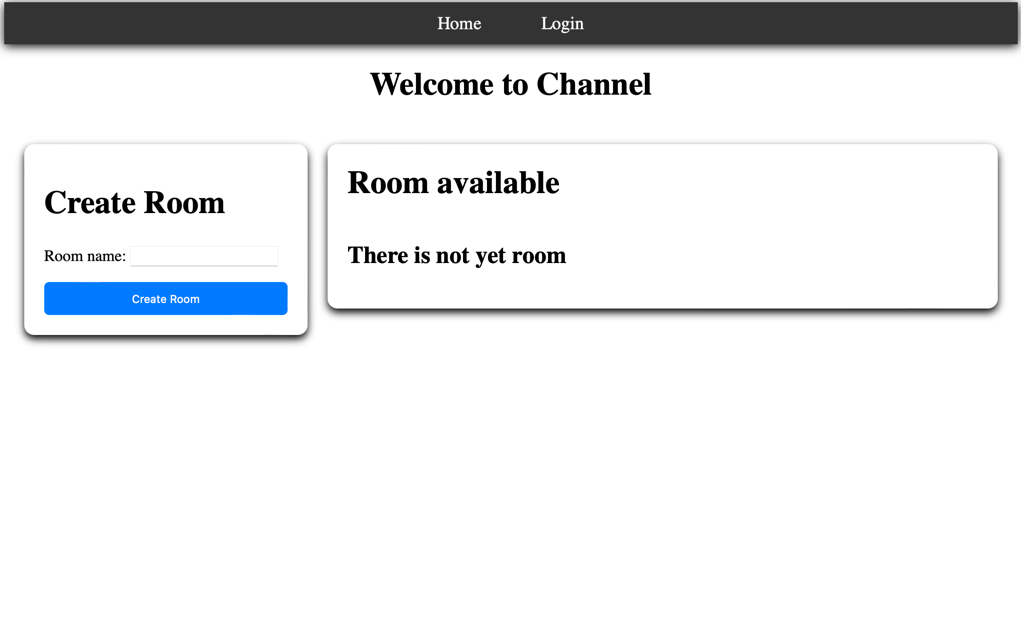 Home Login
Welcome to Channel
Create Room
Room name:
Create Room
Room available
There is not yet room